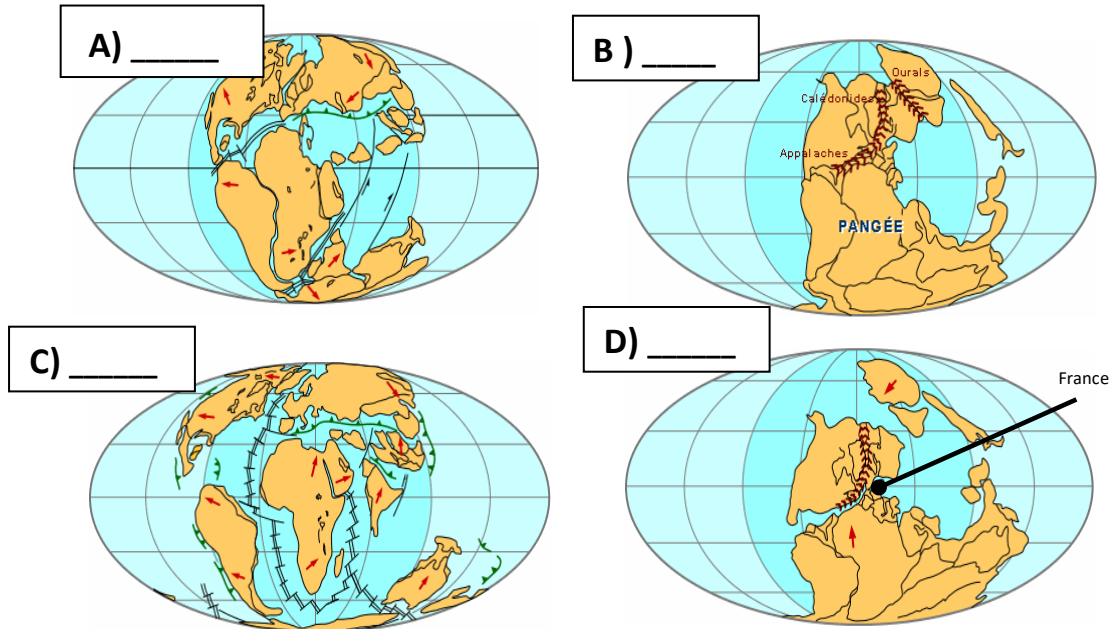 A) ______
B ) _____
Ourals
Calédonides
Appalaches
PANGÉE
C) ______
D) ______
France